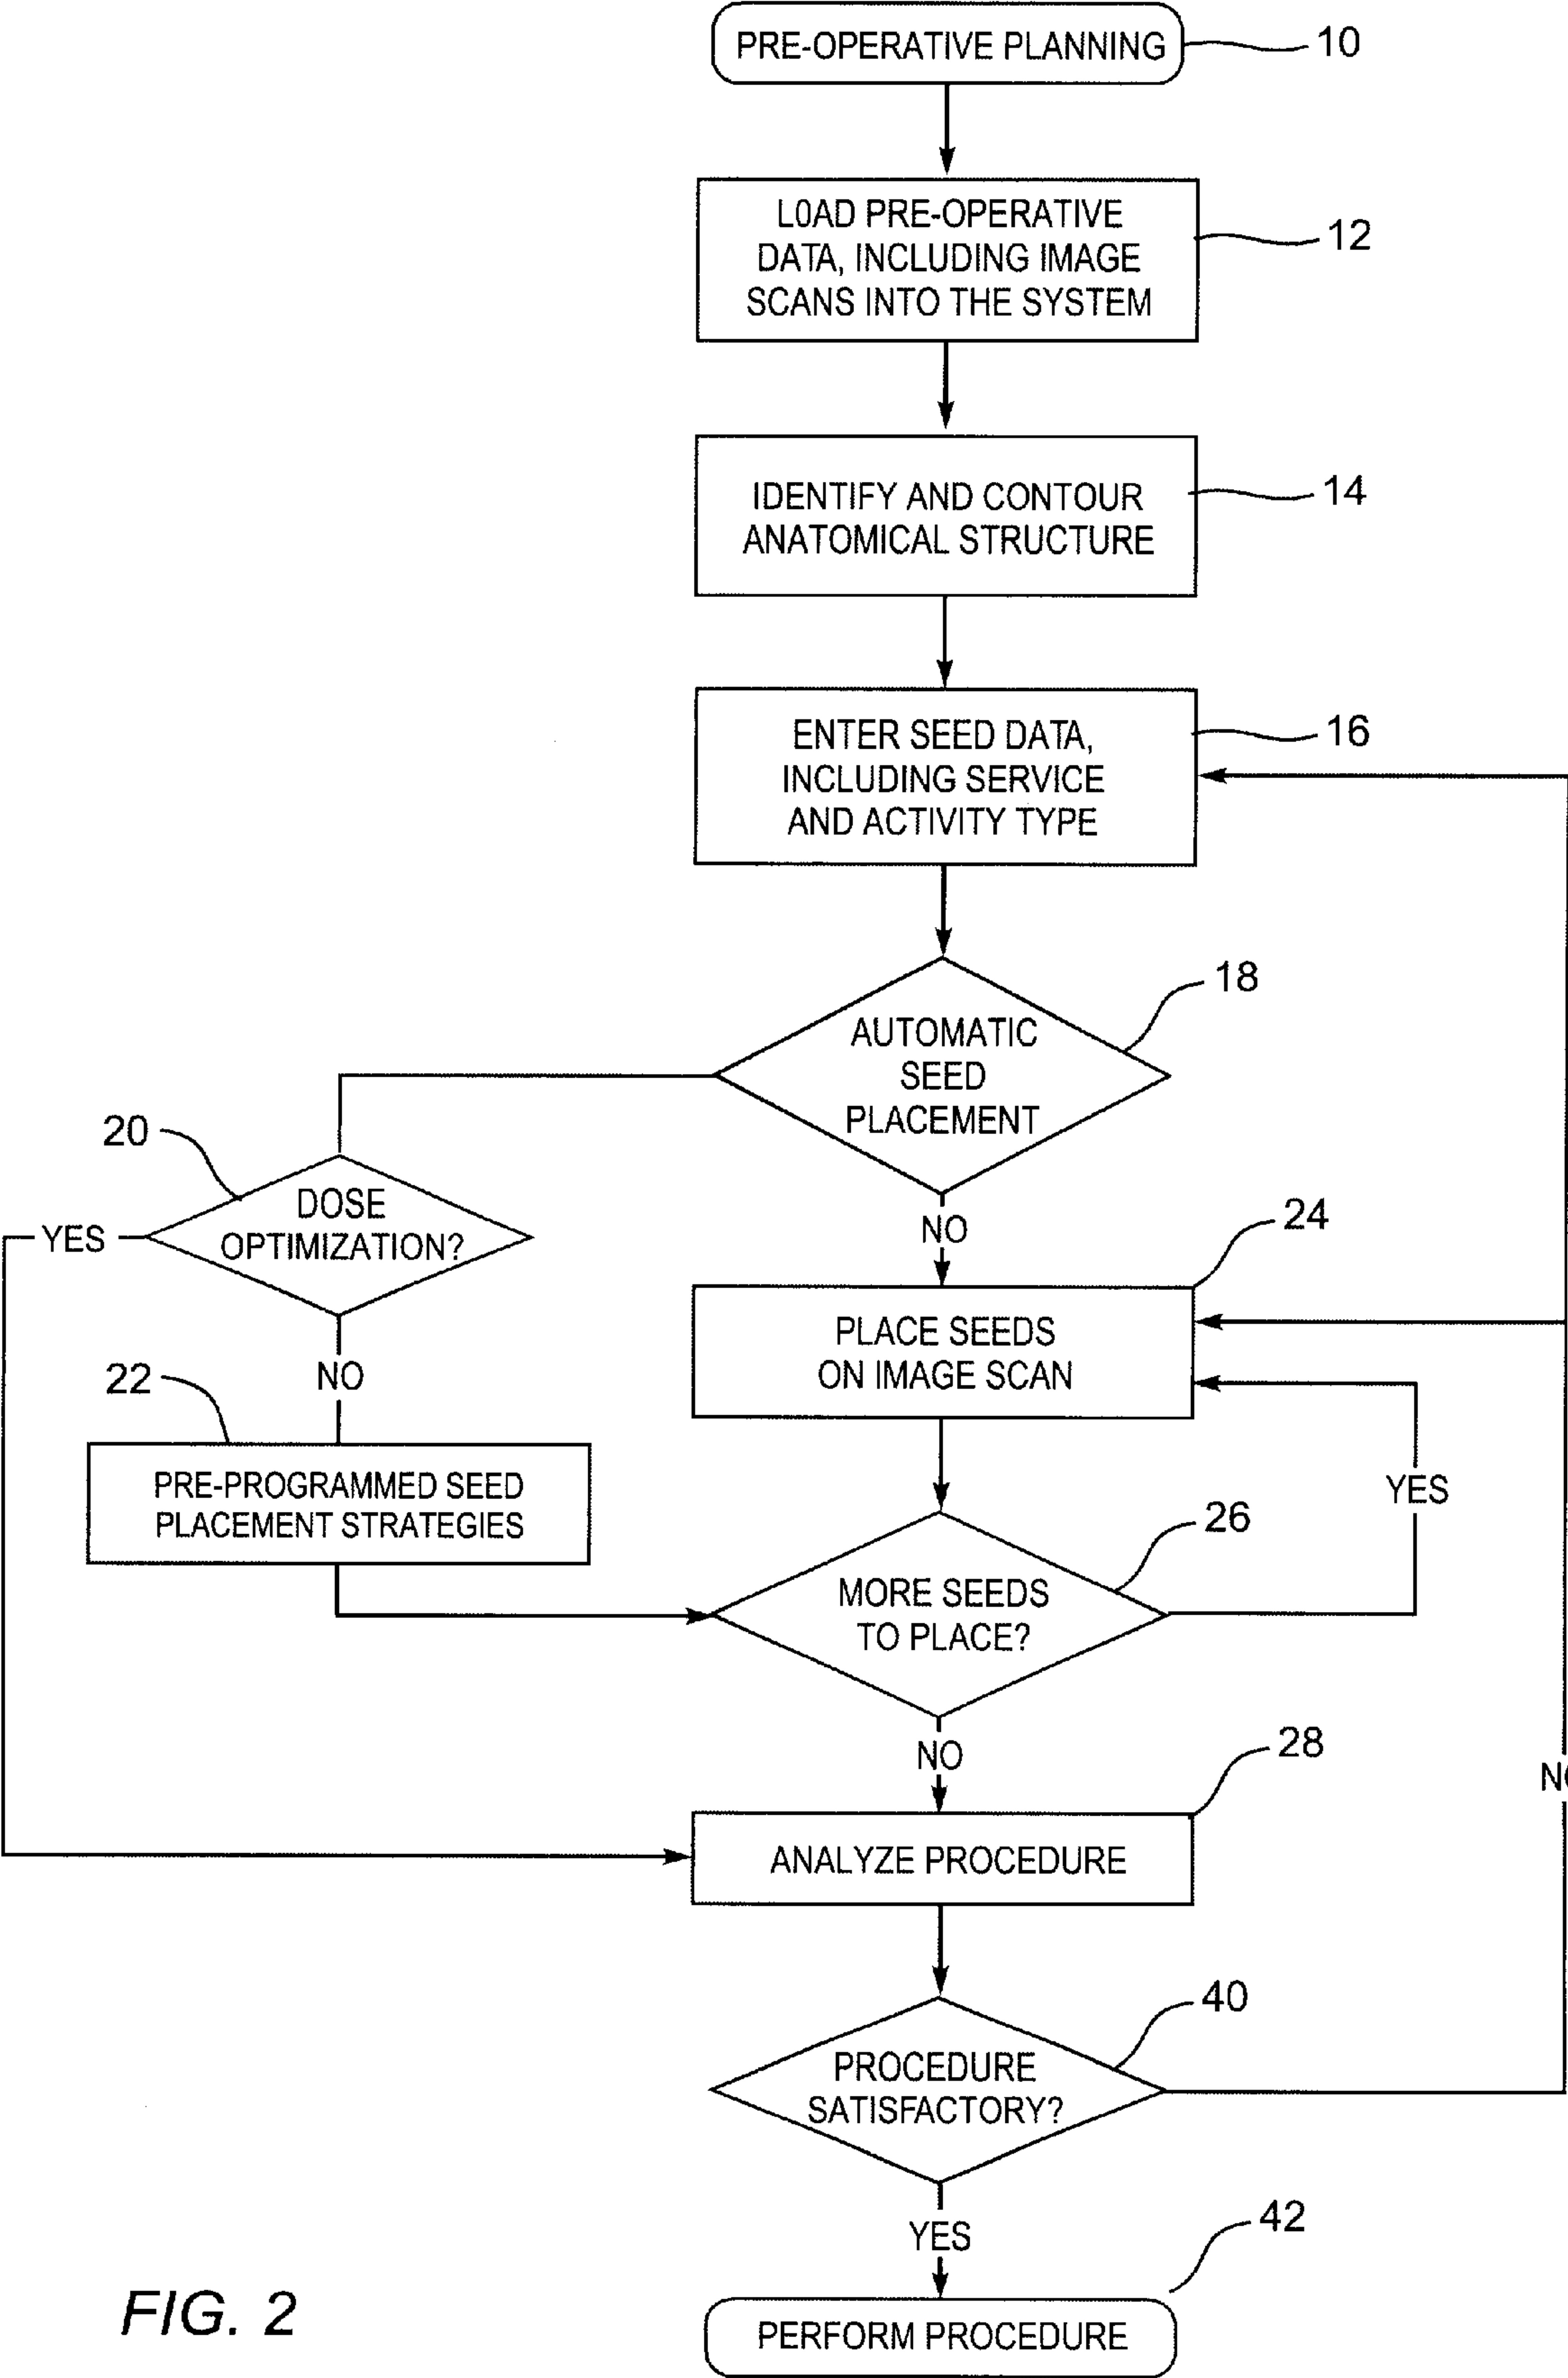 PRE-OPERATIVE PLANNING
10
L0AD PRE-OPERATIVE
DATA, INCLUDING IMAGE
SCANS INTO THE SYSTEM
12
IDENTIFY AND CONTOUR
ANATOMICAL STRUCTURE
14
ENTER SEED DATA,
INCLUDING SERVICE
AND ACTIVITY TYPE
16
AUTOMATIC
SEED
PLACEMENT
18
20
DOSE
OPTIMIZATION?
YES
NO
24
PLACE SEEDS
ON IMAGE SCAN
NO
22
PRE-PROGRAMMED SEED
PLACEMENT STRATEGIES
YES
26
MORE SEEDS
TO PLACE?
NO
28
ANALYZE PROCEDURE
40
PROCEDURE
SATISFACTORY?
YES
42
PERFORM PROCEDURE
FIG. 2